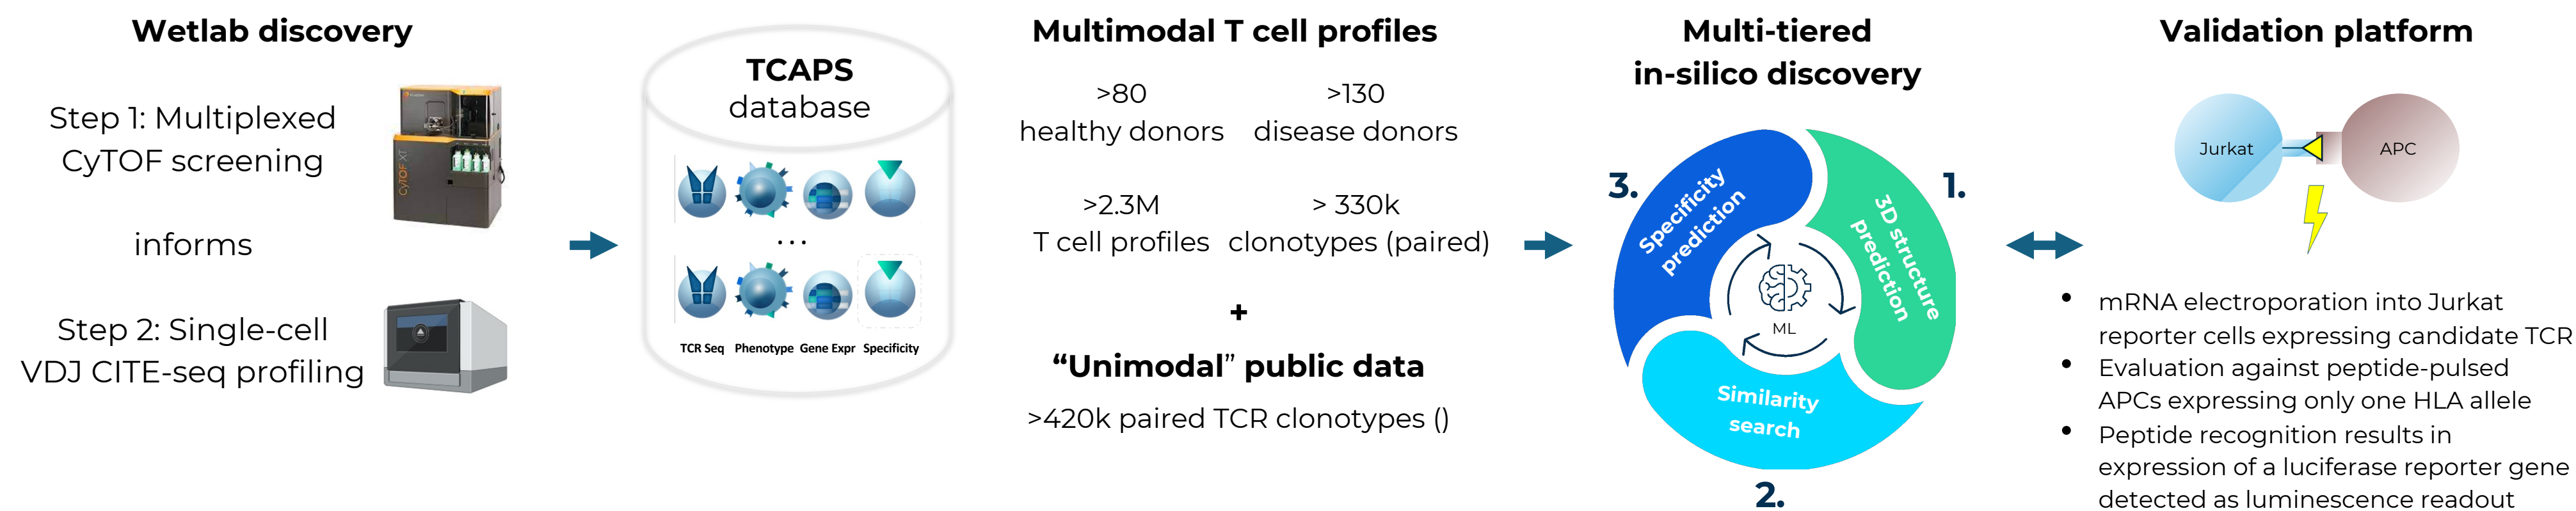 Wetlab discovery
Step 1: Multiplexed
CyTOF screening
CyTOF XT
informs
Step 2: Single-cell
VDJ CITE-seq profiling
TCAPS
database
...
TCR Seq Phenotype Gene Expr Specificity
Multimodal T cell profiles
>80
healthy donors
>130
disease donors
>2.3M
T cell profiles
> 330k
clonotypes (paired)
+
“Unimodal” public data
>420k paired TCR clonotypes ()
Multi-tiered
in-silico discovery
1.
3D structure
prediction
2.
Similarity
search
3.
Specificity
prediction
ML
Validation platform
Jurkat
APC
• mRNA electroporation into Jurkat
reporter cells expressing candidate TCR
• Evaluation against peptide-pulsed
APCs expressing only one HLA allele
• Peptide recognition results in
expression of a luciferase reporter gene
detected as luminescence readout